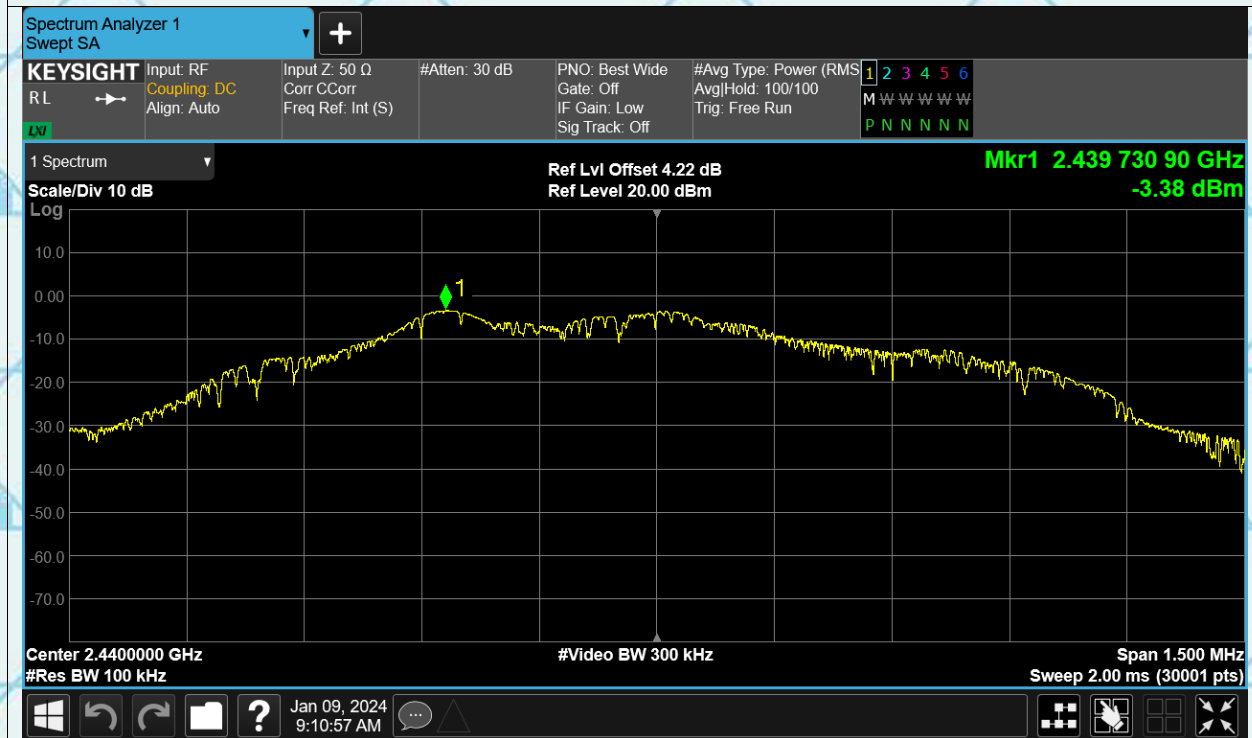 Spectrum Analyzer 1
Swept SA
KEYSIGHT
RL
LXI
Input: RF
Coupling: DC
Align: Auto
Input Z: 50 Ω
Corr CCorr
Freq Ref: Int (S)
#Atten: 30 dB
PNO: Best Wide
Gate: Off
IF Gain: Low
Sig Track: Off
#Avg Type: Power (RMS
Avg|Hold: 100/100
Trig: Free Run
1 2 3 4 5 6
M W W W W W
P N N N N N
1 Spectrum
Scale/Div 10 dB
Ref Lvl Offset 4.22 dB
Ref Level 20.00 dBm
Mkr1 2.439 730 90 GHz
-3.38 dBm
Log
10.0
0.00
-10.0
-20.0
-30.0
-40.0
-50.0
-60.0
-70.0
1
Center 2.4400000 GHz
#Res BW 100 kHz
#Video BW 300 kHz
Span 1.500 MHz
Sweep 2.00 ms (30001 pts)
?
Jan 09, 2024
9:10:57 AM